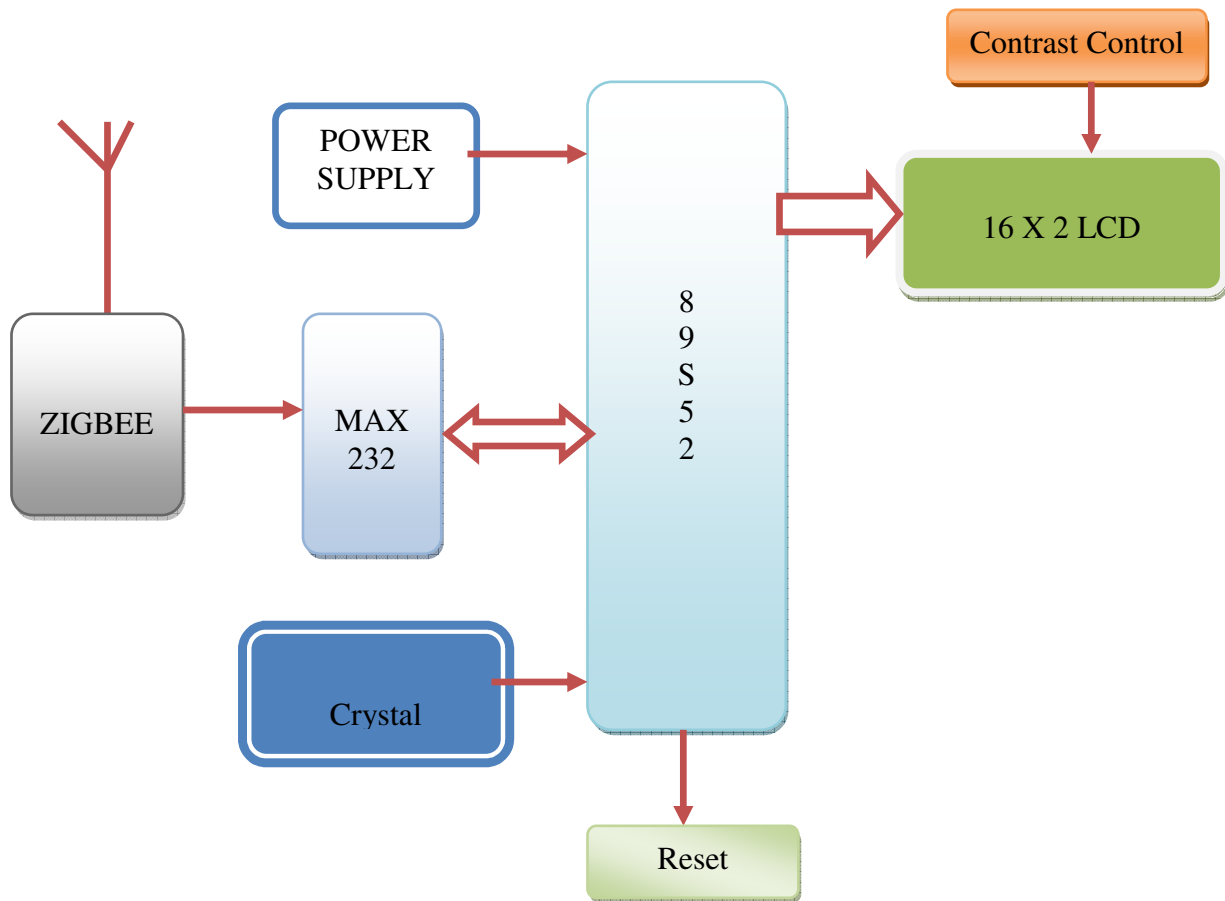 Contrast Control
POWER
SUPPLY
16 X 2 LCD
8
9
S
5
2
ZIGBEE
MAX
232
Crystal
Reset